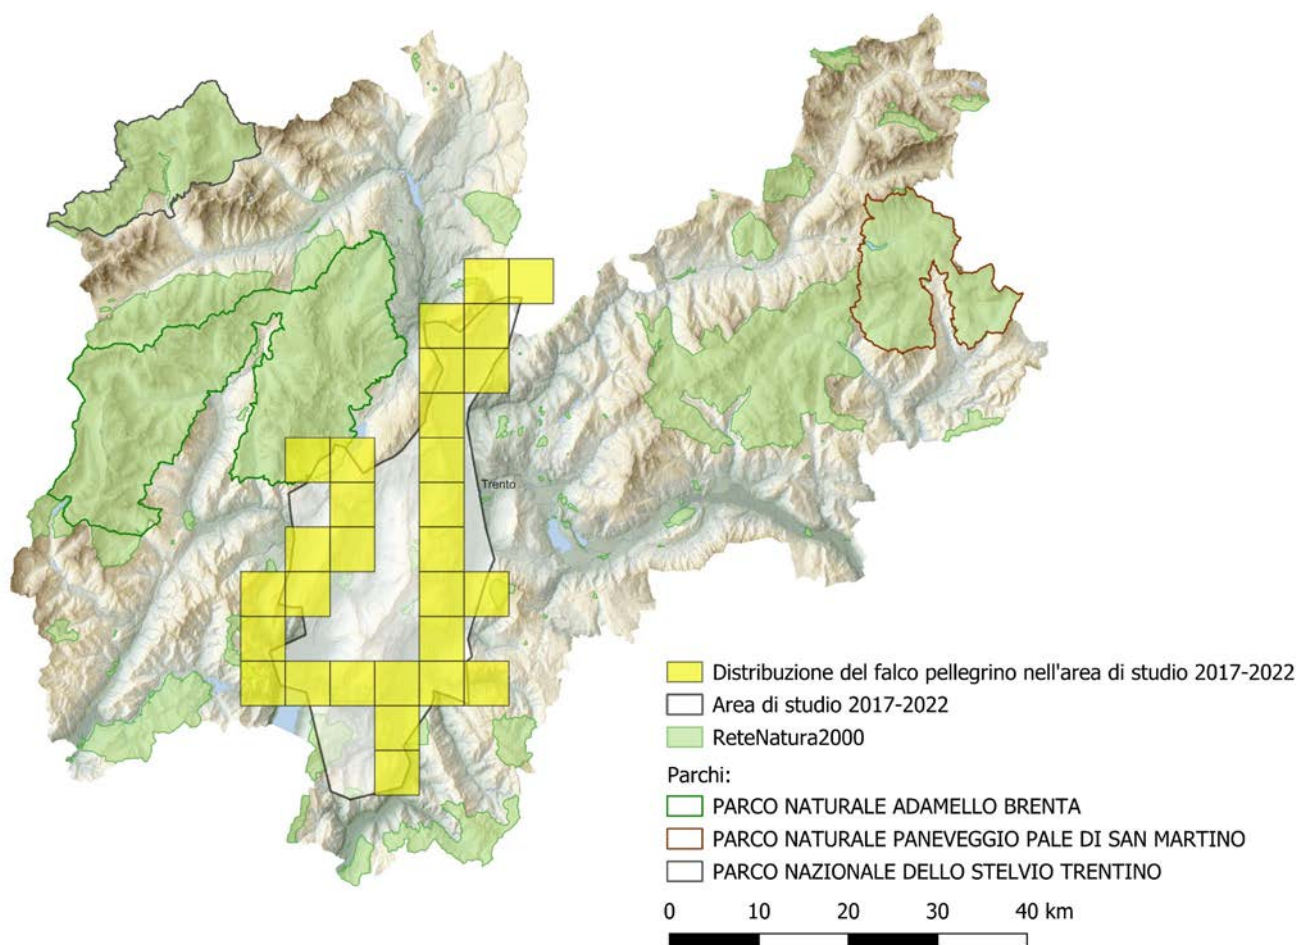 Trento
Distribuzione del falco pellegrino nell'area di studio 2017-2022
Area di studio 2017-2022
ReteNatura2000
Parchi:
PARCO NATURALE ADAMELLO BRENTA
PARCO NATURALE PANEVEGGIO PALE DI SAN MARTINO
PARCO NAZIONALE DELLO STELVIO TRENTINO
0 10 20 30 40 km